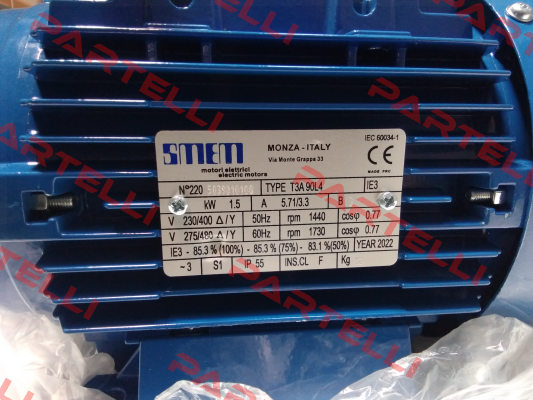 SMEM
motori elettrici
electric motors
MONZA - ITALY
Via Monte Grappa 33
IEC 60034-1
CE
MADE PRC
N°220 TYPE T3A 90L4 IE3
kW 1.5 A 5.71/3.3 B
V 230/400 Δ/Y 50Hz rpm 1440 cosφ 0.77
V 275/480 Δ/Y 60Hz rpm 1730 cosφ 0.77
IE3 - 85.3 % (100%) - 85.3 % (75%) - 83.1 % (50%) YEAR 2022
~3 S1 IP 55 INS.CL F Kg
PARTELLI
PARTELLI
PARTELLI
PARTELLI
PARTELLI